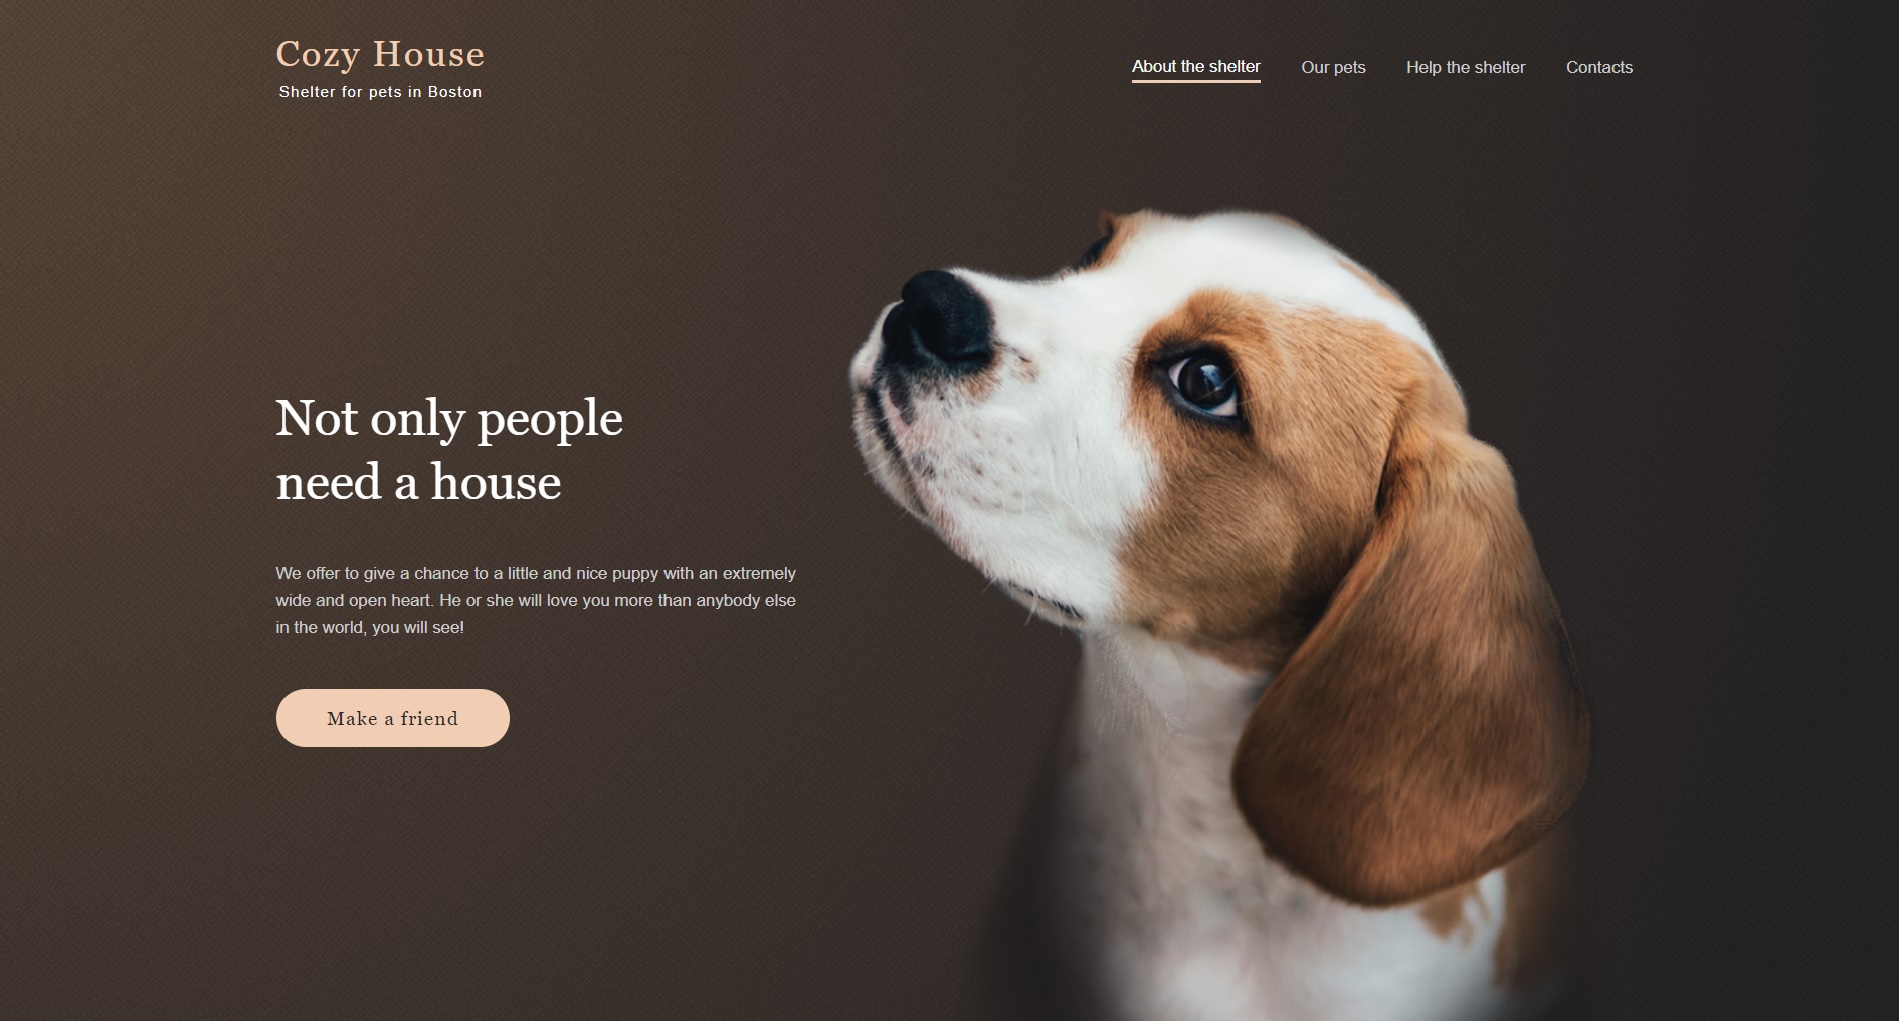 Cozy House
Shelter for pets in Boston
About the shelter
Our pets
Help the shelter
Contacts
Not only people
need a house
We offer to give a chance to a little and nice puppy with an extremely
wide and open heart. He or she will love you more than anybody else
in the world, you will see!
Make a friend